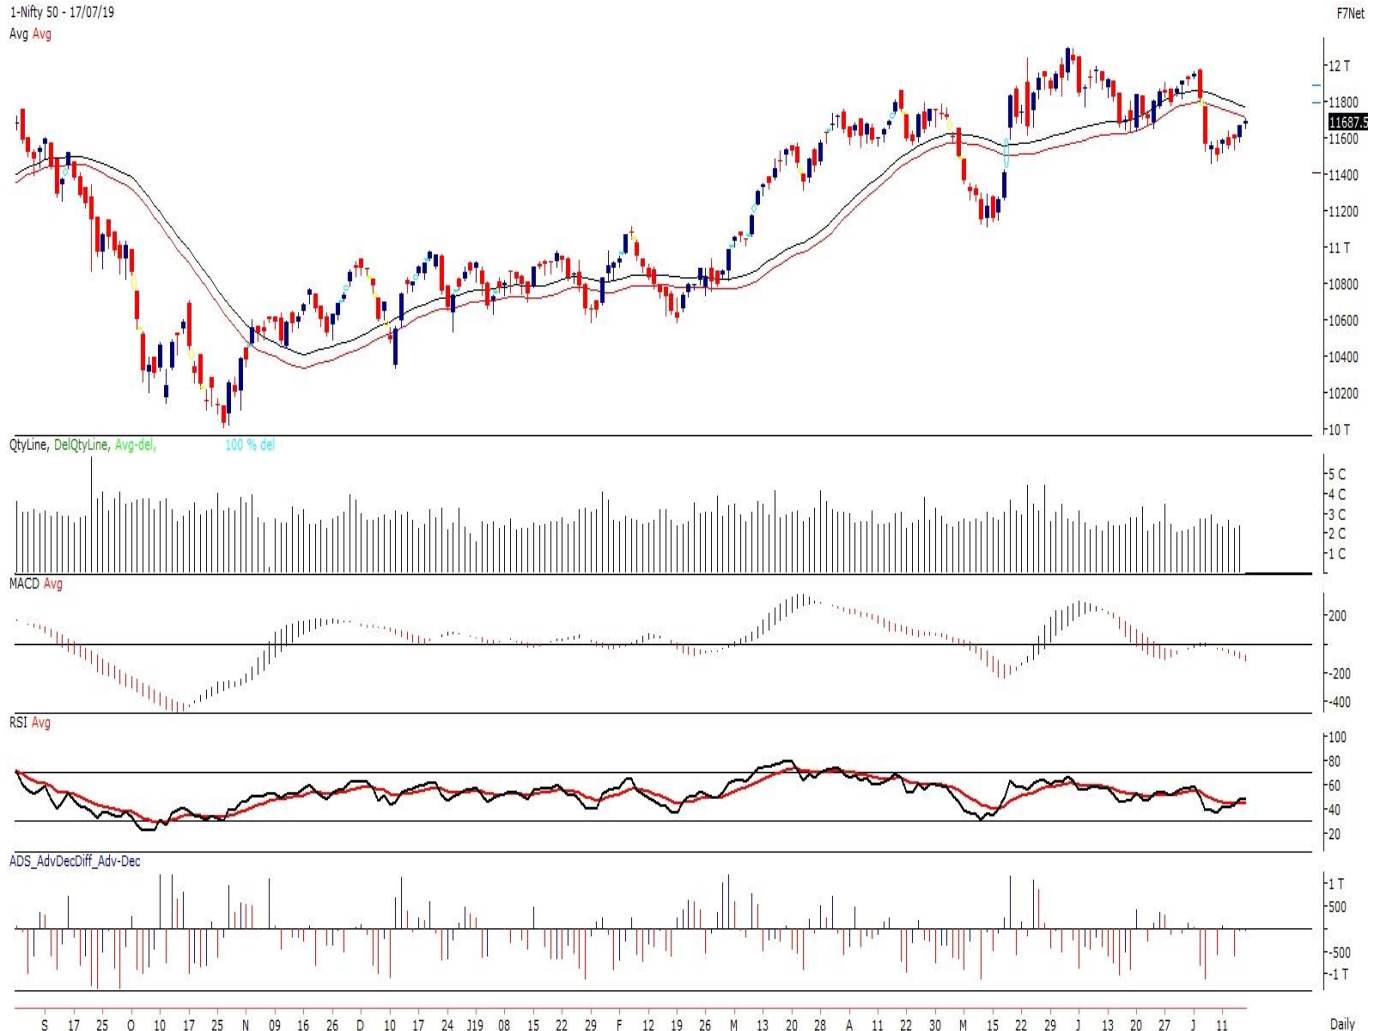 1-Nifty 50 - 17/07/19
F7Net
Avg Avg
12 T
11800
11687.5
11600
11400
11200
11 T
10800
10600
10400
10200
10 T
QtyLine, DelQtyLine, Avg-del, 100 % del
5 C
4 C
3 C
2 C
1 C
MACD Avg
200
-200
-400
RSI Avg
100
80
60
40
20
ADS_AdvDecDiff_Adv-Dec
1 T
500
-500
-1 T
S 17 25 O 10 17 25 N 09 16 26 D 10 17 24 J19 08 15 22 29 F 12 19 26 M 13 20 28 A 11 22 30 M 15 22 29 J 13 20 27 J 11 Daily